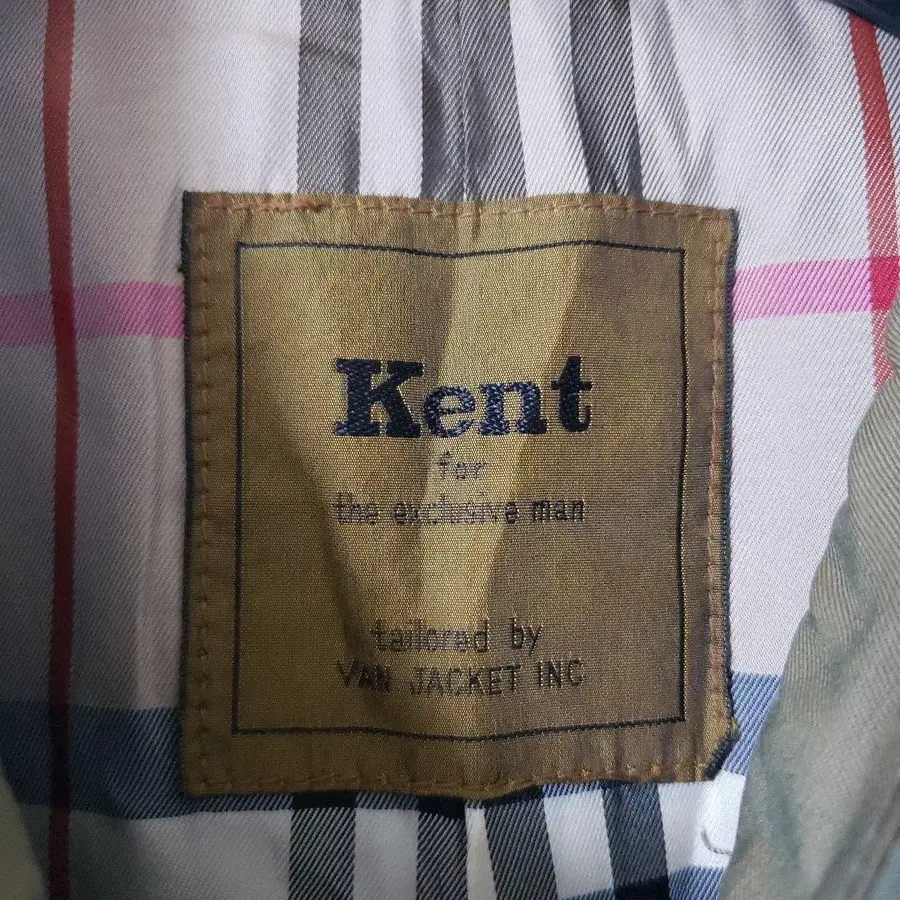 Kent
for
the exclusive man
tailored by
VAN JACKET INC